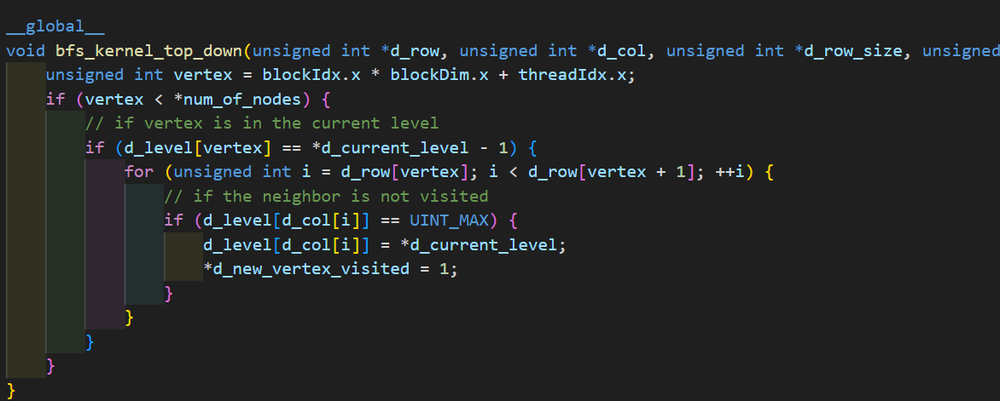 __global__
void bfs_kernel_top_down(unsigned int *d_row, unsigned int *d_col, unsigned int *d_row_size, unsigned
unsigned int vertex = blockIdx.x * blockDim.x + threadIdx.x;
if (vertex < *num_of_nodes) {
// if vertex is in the current level
if (d_level[vertex] == *d_current_level - 1) {
for (unsigned int i = d_row[vertex]; i < d_row[vertex + 1]; ++i) {
// if the neighbor is not visited
if (d_level[d_col[i]] == UINT_MAX) {
d_level[d_col[i]] = *d_current_level;
*d_new_vertex_visited = 1;
}
}
}
}
}